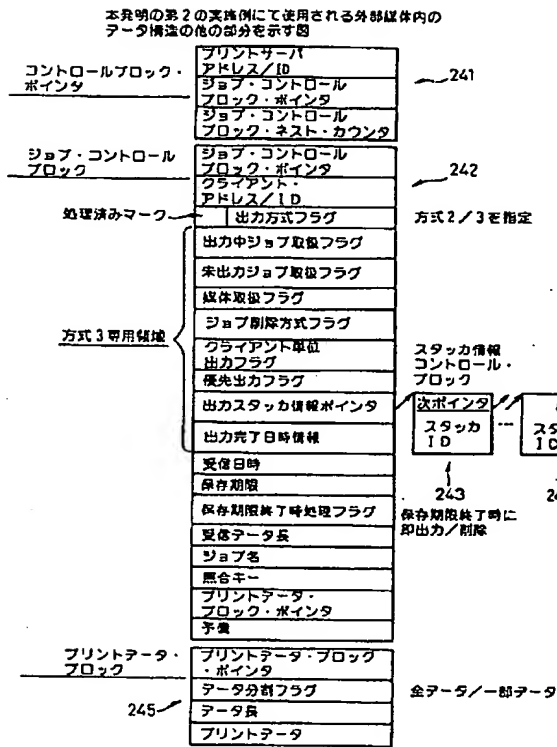 本発明の第2の実施例にて使用される外部媒体内の
データ構造の他の部分を示す図
コントロールブロック・
ポインタ
プリントサーバ
アドレス/ID
ジョブ・コントロール
ブロック・ポインタ
ジョブ・コントロール
ブロック・ネスト・カウンタ
241
ジョブ・コントロール
ブロック
ジョブ・コントロール
ブロック・ポインタ
クライアント・
アドレス/ID
242
処理済みマーク
出力方式フラグ
方式2/3を指定
方式3専用領域
出力中ジョブ取扱フラグ
未出力ジョブ取扱フラグ
媒体取扱フラグ
ジョブ削除方式フラグ
クライアント単位
出力フラグ
優先出力フラグ
出力スタッカ情報ポインタ
出力完了日時情報
スタッカ情報
コントロール・
ブロック
次ポインタ
スタッカ
ID
243
受信日時
保存期限
保存期限終了時処理フラグ
保存期限終了時に
即出力/削除
受信データ長
ジョブ名
照合キー
プリントデータ・
ブロック・ポインタ
予備
プリントデータ・
ブロック
プリントデータ・ブロック
・ポインタ
データ分割フラグ
全データ/一部データ
245
データ長
プリントデータ